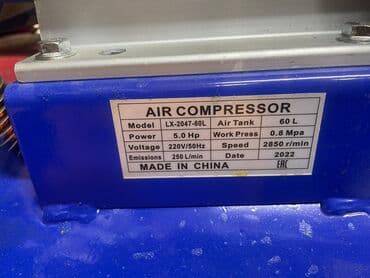 AIR COMPRESSOR
Model LX-2047-60L Air Tank 60 L
Power 5.0 Hp Work Press 0.8 Mpa
Voltage 220V/50Hz Speed 2850 r/min
Emissions 250 L/min Date 2022
MADE IN CHINA EAC